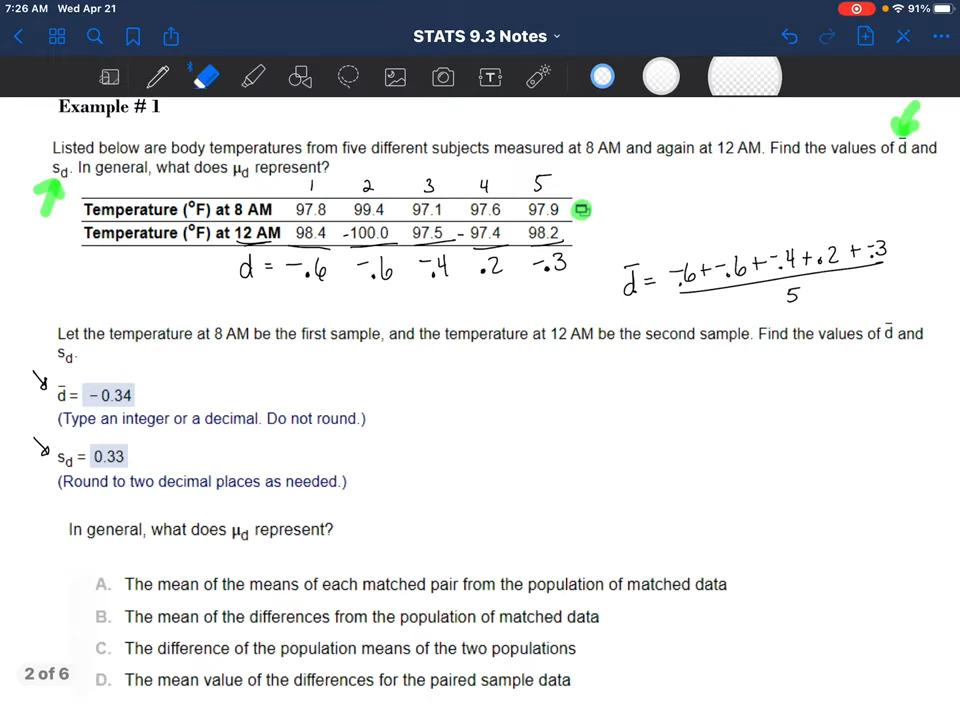 7:26 AM Wed Apr 21 91%
STATS 9.3 Notes
T
Example # 1
Listed below are body temperatures from five different subjects measured at 8 AM and again at 12 AM. Find the values of d̅ and
sd. In general, what does μd represent?
1 2 3 4 5
Temperature (°F) at 8 AM 97.8 99.4 97.1 97.6 97.9
Temperature (°F) at 12 AM 98.4 -100.0 97.5 - 97.4 98.2
d = -.6 -.6 -.4 .2 -.3
d̅ = -.6 + -.6 + -.4 + .2 + -.3
5
Let the temperature at 8 AM be the first sample, and the temperature at 12 AM be the second sample. Find the values of d̅ and
sd.
d̅ = - 0.34
(Type an integer or a decimal. Do not round.)
sd = 0.33
(Round to two decimal places as needed.)
In general, what does μd represent?
A. The mean of the means of each matched pair from the population of matched data
B. The mean of the differences from the population of matched data
C. The difference of the population means of the two populations
D. The mean value of the differences for the paired sample data
2 of 6